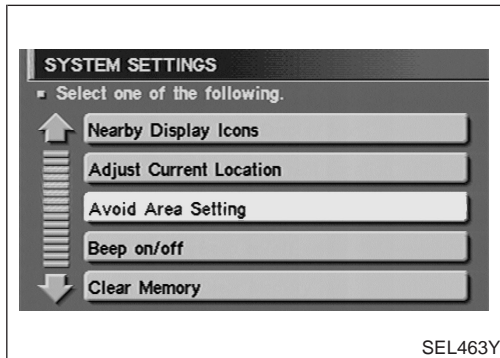 SYSTEM SETTINGS
Select one of the following.
Nearby Display Icons
Adjust Current Location
Avoid Area Setting
Beep on/off
Clear Memory
SEL463Y